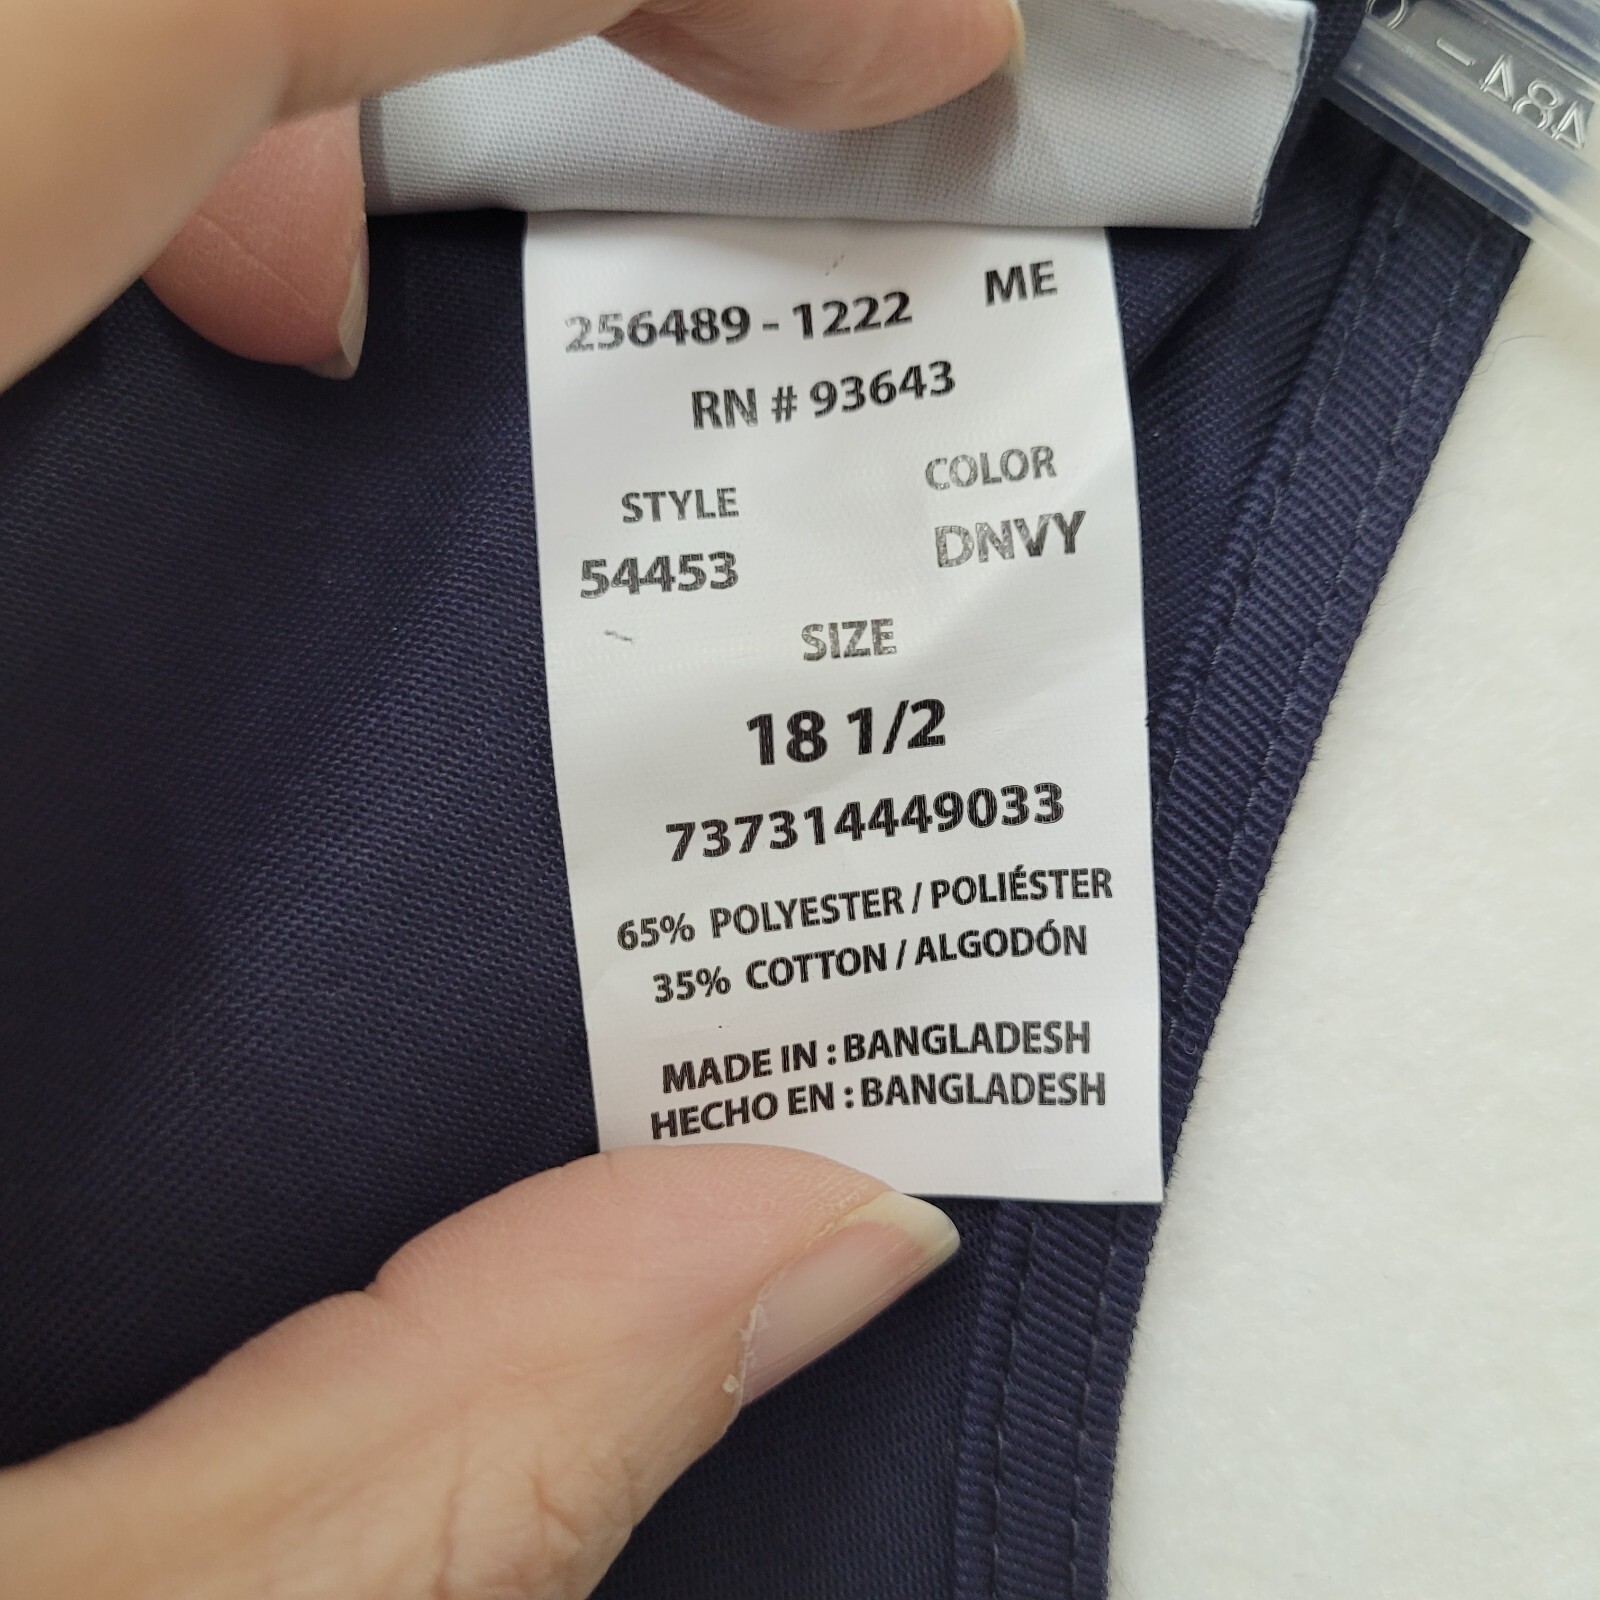 256489 - 1222 ME
RN # 93643
STYLE COLOR
54453 DNVY
SIZE
18 1/2
737314449033
65% POLYESTER / POLIÉSTER
35% COTTON / ALGODÓN
MADE IN : BANGLADESH
HECHO EN : BANGLADESH